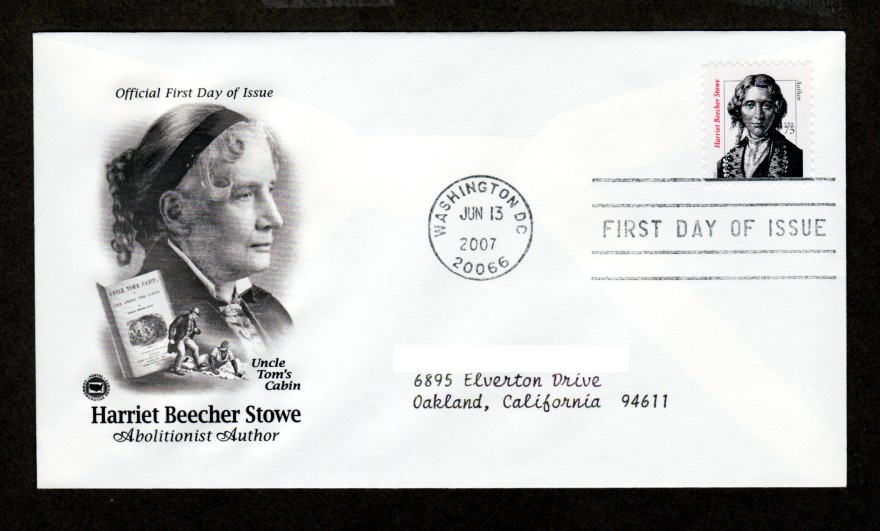 Official First Day of Issue
UNCLE TOM'S CABIN;
LIFE AMONG THE LOWLY.
Uncle
Tom's
Cabin
Harriet Beecher Stowe
Abolitionist Author
WASHINGTON DC
JUN 13
2007
20066
Harriet Beecher Stowe
Author
USA
75
FIRST DAY OF ISSUE
6895 Elverton Drive
Oakland, California 94611